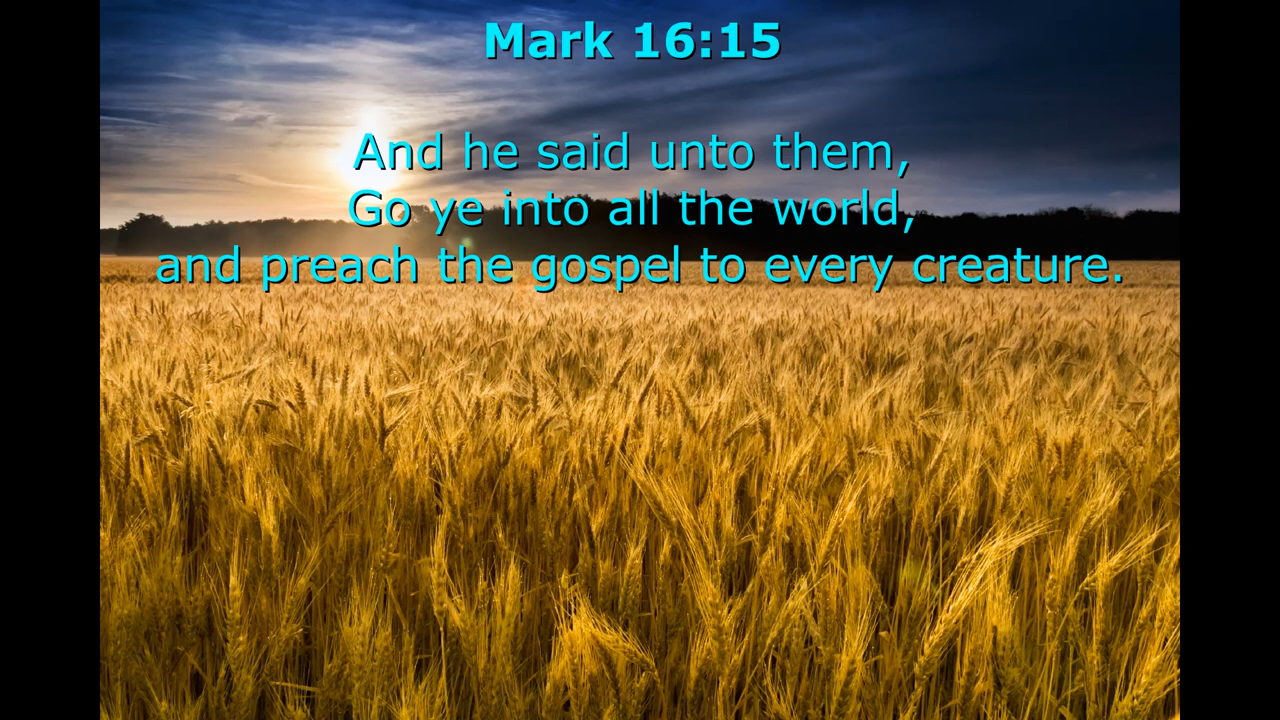 Mark 16:15
And he said unto them,
Go ye into all the world,
and preach the gospel to every creature.